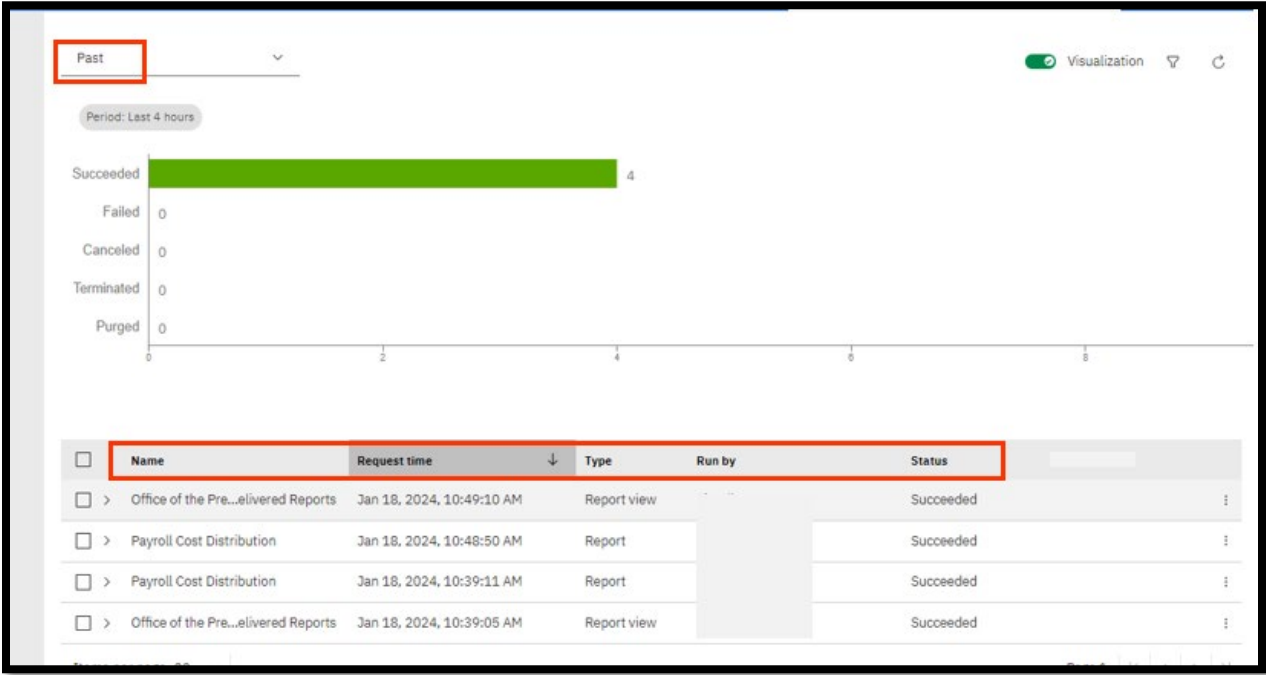 Past
Visualization
Period: Last 4 hours
Succeeded 4
Failed 0
Canceled 0
Terminated 0
Purged 0
0 2 4 6 8
Name Request time Type Run by Status
Office of the Pre...elivered Reports Jan 18, 2024, 10:49:10 AM Report view Succeeded
Payroll Cost Distribution Jan 18, 2024, 10:48:50 AM Report Succeeded
Payroll Cost Distribution Jan 18, 2024, 10:39:11 AM Report Succeeded
Office of the Pre...elivered Reports Jan 18, 2024, 10:39:05 AM Report view Succeeded